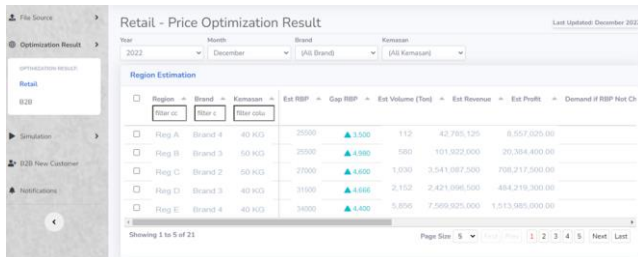 File Source
Optimization Result
OPTIMIZATION RESULT:
Retail
B2B
Simulation
B2B New Customer
Notifications
Retail - Price Optimization Result
Last Updated: December 2022
Year Month Brand Kemasan
2022 December (All Brand) (All Kemasan)
Region Estimation
Region Brand Kemasan Est RBP Gap RBP Est Volume (Ton) Est Revenue Est Profit Demand if RBP Not Ch
filter cc filter c filter colu
Reg A Brand 4 40 KG 25500 3,500 112 42,785,125 8,557,025.00
Reg B Brand 3 50 KG 25500 4,980 580 101,922,000 20,384,400.00
Reg C Brand 2 50 KG 27000 4,600 1,030 3,541,087,500 708,217,500.00
Reg D Brand 3 40 KG 31500 4,666 2,152 2,421,096,500 484,219,300.00
Reg E Brand 4 40 KG 34000 4,400 5,856 7,569,925,000 1,513,985,000.00
Showing 1 to 5 of 21
Page Size 5 First Prev 1 2 3 4 5 Next Last